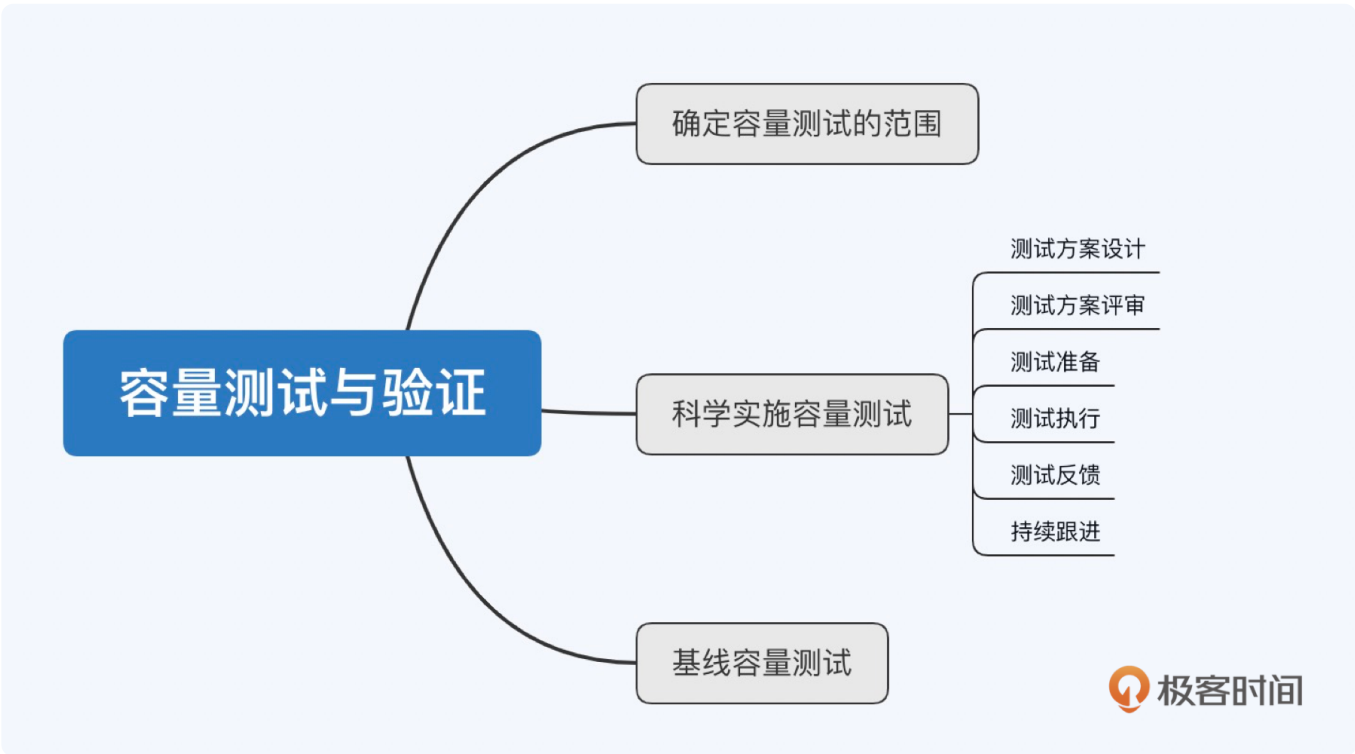 确定容量测试的范围
容量测试与验证
科学实施容量测试
测试方案设计
测试方案评审
测试准备
测试执行
测试反馈
持续跟进
基线容量测试
极客时间